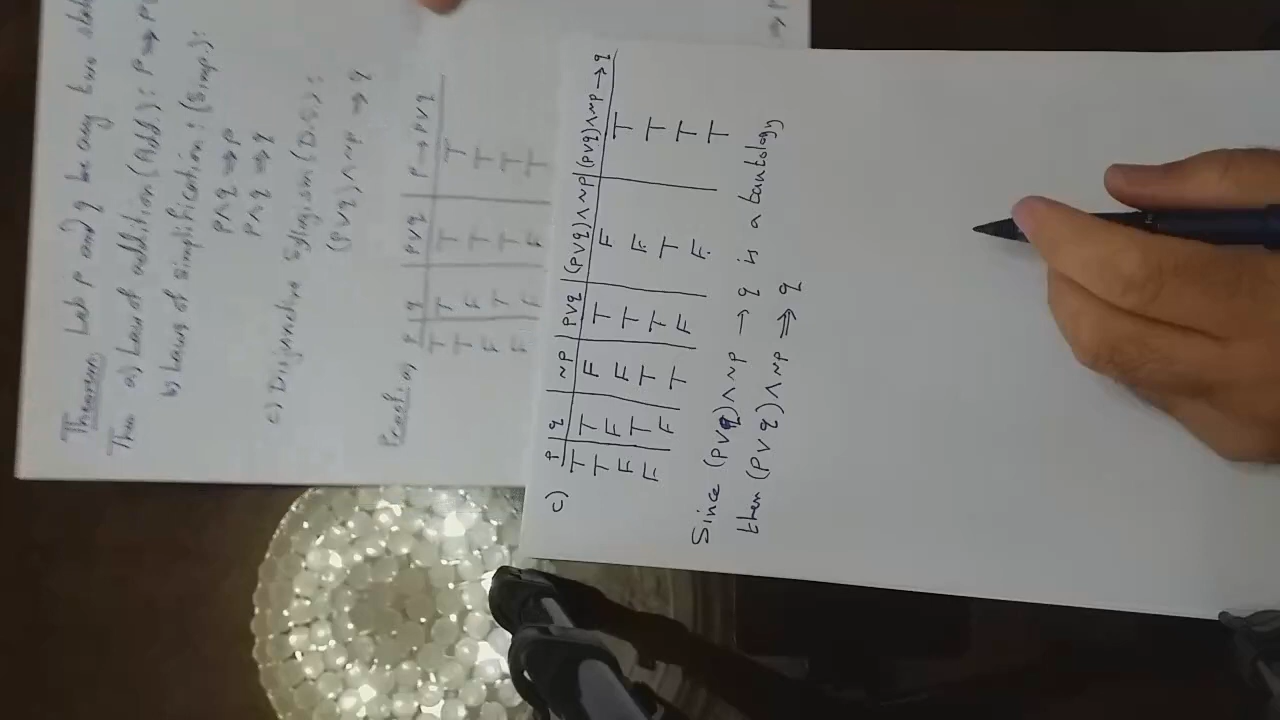 Theorem: Let p and q be any two
Then a) Law of addition (Add.): P ⇒ P
b) Laws of simplification: (Simp.):
P∧q ⇒ P
P∧q ⇒ q
c) Disjunctive Syllogism (D.S.):
(P∨q) ∧ ~P ⇒ q
Proof: a) P | q | P∨q | P → P∨q
T T T T
T F T T
F T T T
F F F T
c) P | q | ~P | P∨q | (P∨q)∧~P | (P∨q)∧~P → q
T T F T F T
T F F T F T
F T T T T T
F F T F F. T
Since (P∨q) ∧ ~P → q is a tautology
then (P∨q) ∧ ~P ⇒ q